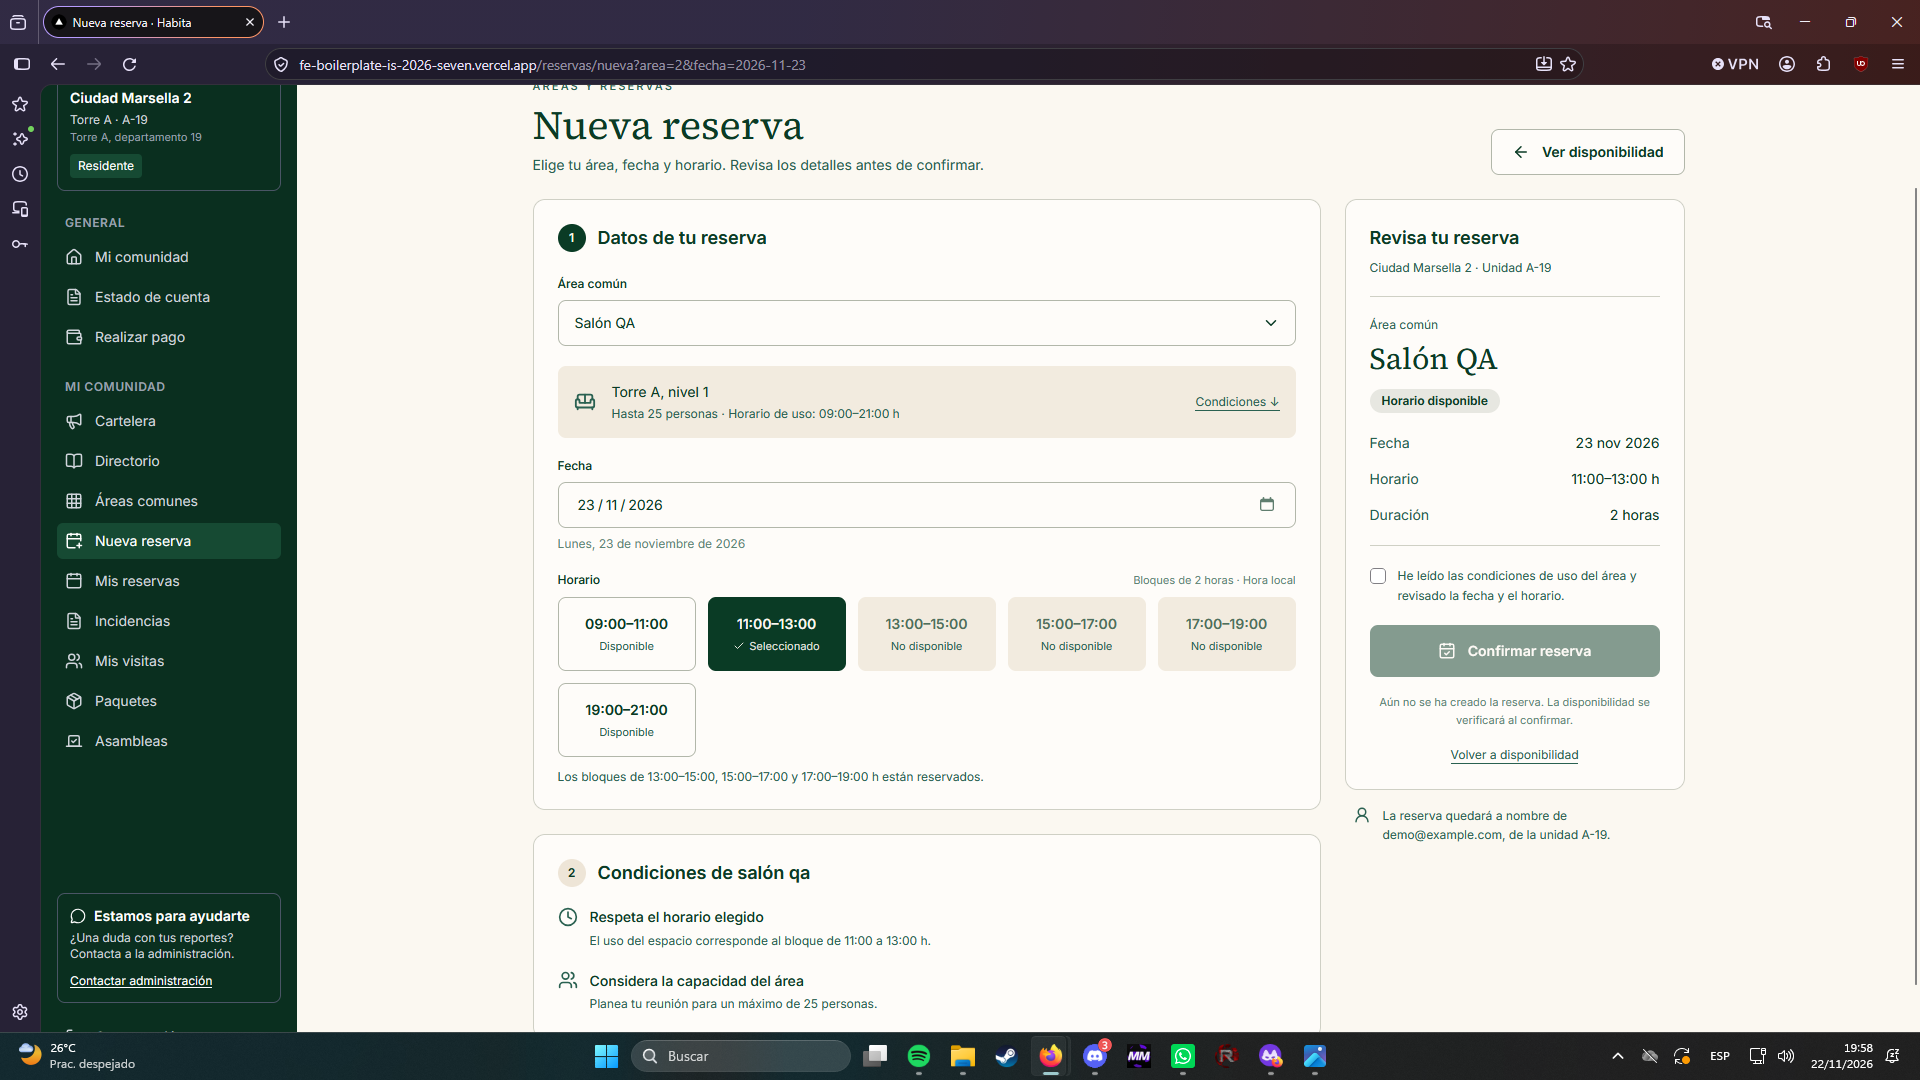 Nueva reserva · Habita
fe-boilerplate-is-2026-seven.vercel.app/reservas/nueva?area=2&fecha=2026-11-23
VPN
Ciudad Marsella 2
Torre A · A-19
Torre A, departamento 19
Residente
GENERAL
Mi comunidad
Estado de cuenta
Realizar pago
MI COMUNIDAD
Cartelera
Directorio
Áreas comunes
Nueva reserva
Mis reservas
Incidencias
Mis visitas
Paquetes
Asambleas
Estamos para ayudarte
¿Una duda con tus reportes?
Contacta a la administración.
Contactar administración
ÁREAS Y RESERVAS
Nueva reserva
Elige tu área, fecha y horario. Revisa los detalles antes de confirmar.
← Ver disponibilidad
1 Datos de tu reserva
Área común
Salón QA
Torre A, nivel 1
Hasta 25 personas · Horario de uso: 09:00–21:00 h
Condiciones ↓
Fecha
23 / 11 / 2026
Lunes, 23 de noviembre de 2026
Horario
Bloques de 2 horas · Hora local
09:00–11:00
Disponible
11:00–13:00
✓ Seleccionado
13:00–15:00
No disponible
15:00–17:00
No disponible
17:00–19:00
No disponible
19:00–21:00
Disponible
Los bloques de 13:00–15:00, 15:00–17:00 y 17:00–19:00 h están reservados.
2 Condiciones de salón qa
Respeta el horario elegido
El uso del espacio corresponde al bloque de 11:00 a 13:00 h.
Considera la capacidad del área
Planea tu reunión para un máximo de 25 personas.
Revisa tu reserva
Ciudad Marsella 2 · Unidad A-19
Área común
Salón QA
Horario disponible
Fecha 23 nov 2026
Horario 11:00–13:00 h
Duración 2 horas
He leído las condiciones de uso del área y
revisado la fecha y el horario.
Confirmar reserva
Aún no se ha creado la reserva. La disponibilidad se
verificará al confirmar.
Volver a disponibilidad
La reserva quedará a nombre de
demo@example.com, de la unidad A-19.
26°C
Prac. despejado
Buscar
3
MM
ESP
19:58
22/11/2026